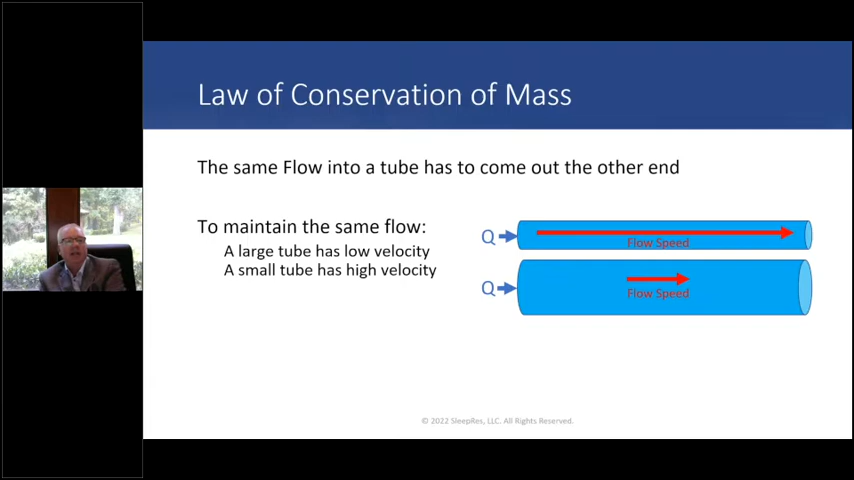 Law of Conservation of Mass
The same Flow into a tube has to come out the other end
To maintain the same flow:
A large tube has low velocity
A small tube has high velocity
Q
Flow Speed
Q
Flow Speed
© 2022 SleepRes, LLC. All Rights Reserved.